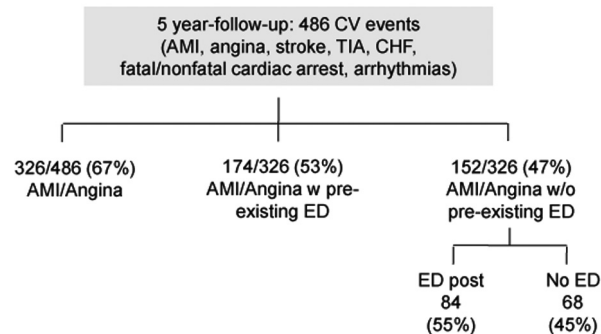 5 year-follow-up: 486 CV events
(AMI, angina, stroke, TIA, CHF,
fatal/nonfatal cardiac arrest, arrhythmias)
326/486 (67%)
AMI/Angina
174/326 (53%)
AMI/Angina w pre-
existing ED
152/326 (47%)
AMI/Angina w/o
pre-existing ED
ED post
84
(55%)
No ED
68
(45%)